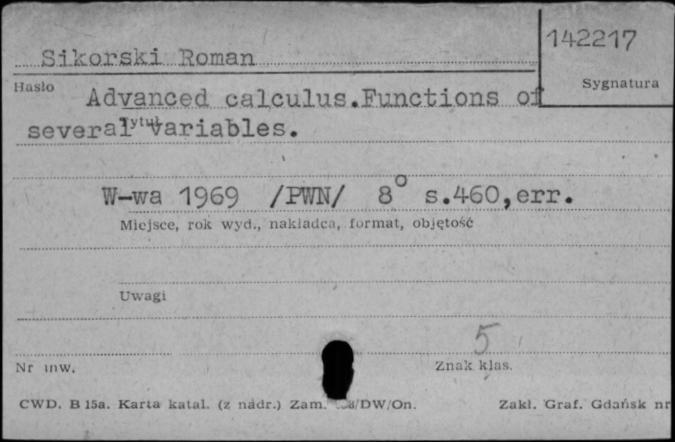 142217
Sikorski Roman
Hasło
Sygnatura
Advanced calculus.Functions of
several variables.
W-wa 1969 /PWN/ 8° s.460,err.
Miejsce, rok wyd., nakładca, format, objętość
Uwagi
5
Nr inw.
Znak klas.
CWD. B 15a. Karta katal. (z nadr.) Zam. /DW/On. Zakł. Graf. Gdańsk nr